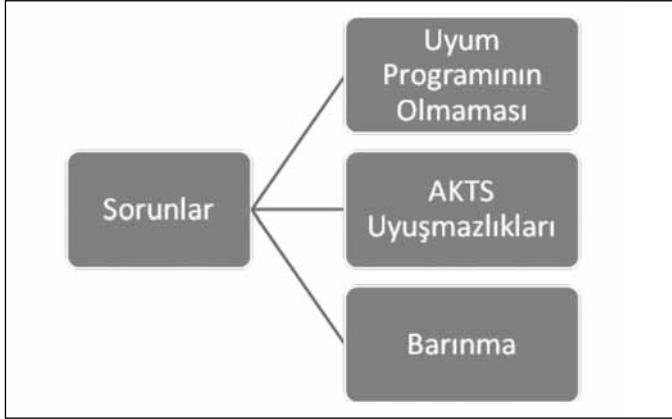 Uyum
Programının
Olmaması
Sorunlar
AKTS
Uyuşmazlıkları
Barınma